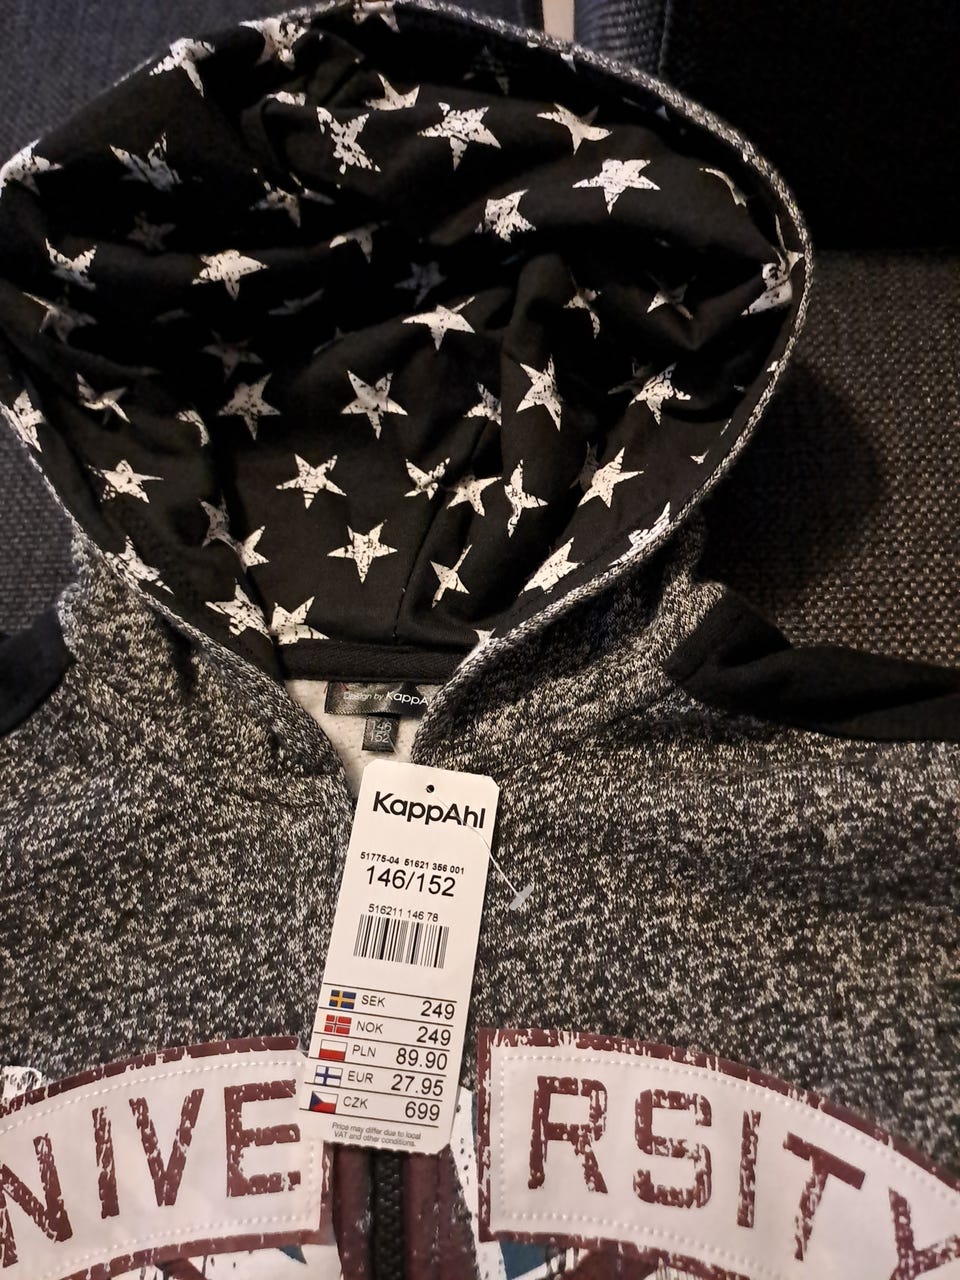 Design by KappA
KappAhl
51775-04 51621 356 001
146/152
516211 146 78
SEK 249
NOK 249
PLN 89.90
EUR 27.95
CZK 699
Price may differ due to local
VAT and other conditions.
NIVE RSITY